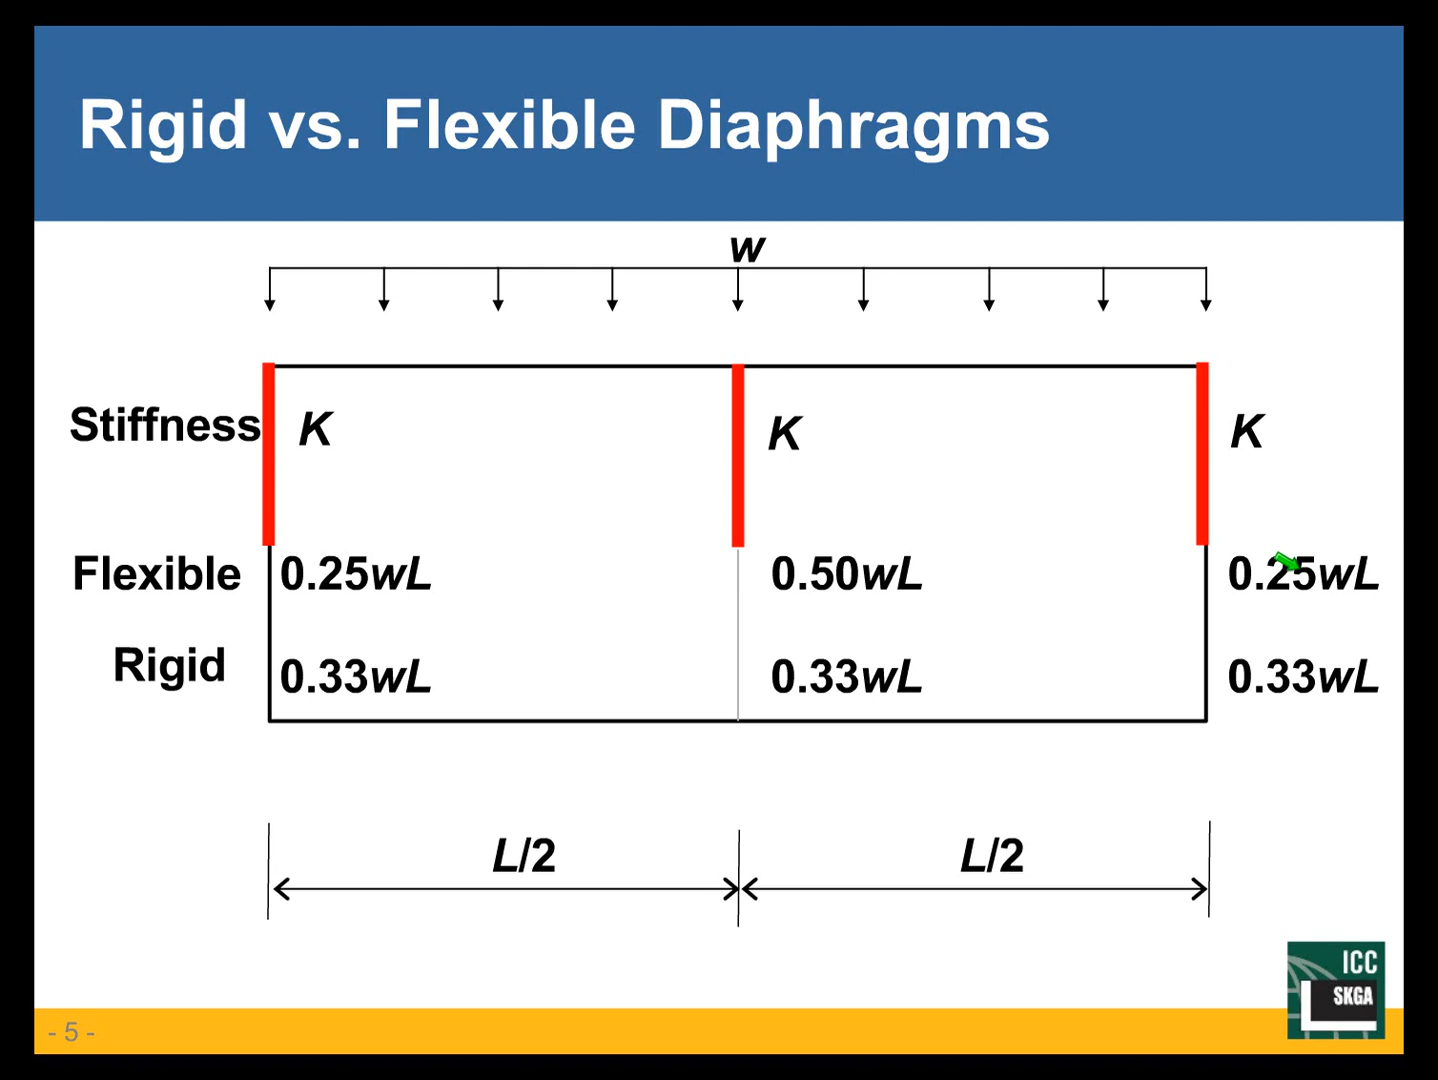 Rigid vs. Flexible Diaphragms
w
Stiffness K K K
Flexible 0.25wL 0.50wL 0.25wL
Rigid 0.33wL 0.33wL 0.33wL
L/2 L/2
ICC
SKGA
- 5 -